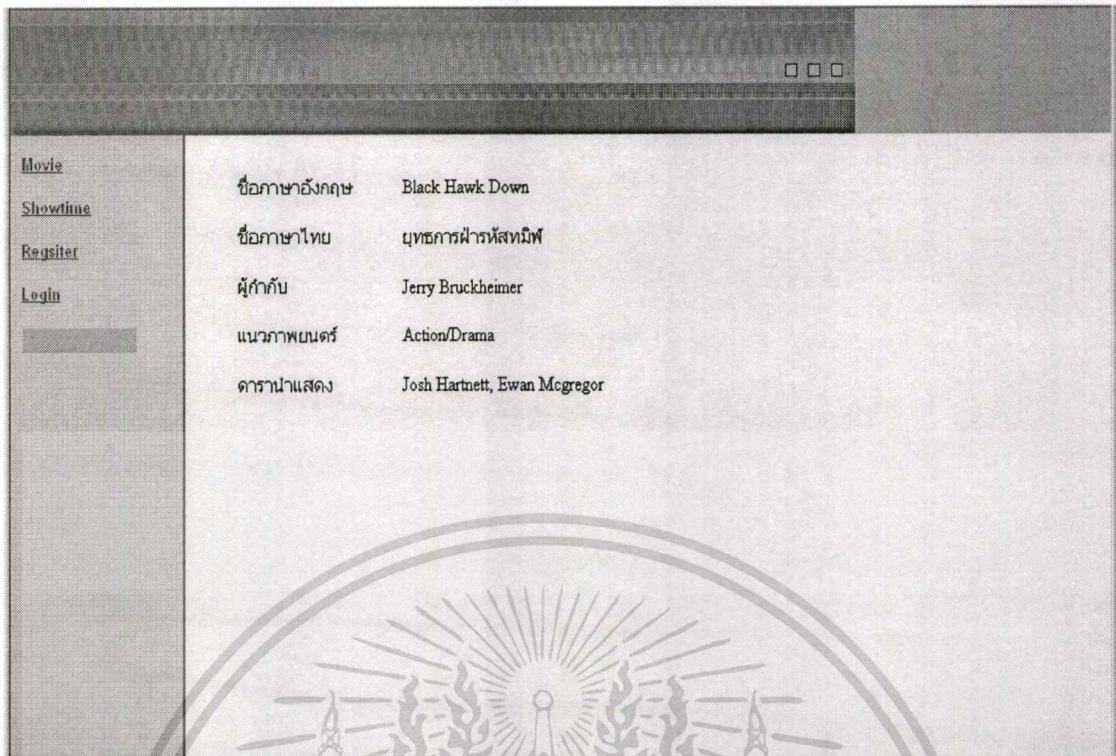 Movie
Showtime
Regsiter
Login
ชื่อภาษาอังกฤษ Black Hawk Down
ชื่อภาษาไทย ยุทธการฝ่ารหัสทมิฬ
ผู้กำกับ Jerry Bruckheimer
แนวภาพยนตร์ Action/Drama
ดารานำแสดง Josh Hartnett, Ewan Mcgregor